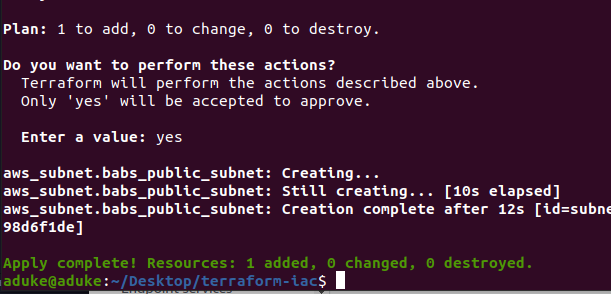 Plan: 1 to add, 0 to change, 0 to destroy.
Do you want to perform these actions?
Terraform will perform the actions described above.
Only 'yes' will be accepted to approve.
Enter a value: yes
aws_subnet.babs_public_subnet: Creating...
aws_subnet.babs_public_subnet: Still creating... [10s elapsed]
aws_subnet.babs_public_subnet: Creation complete after 12s [id=subne
98d6f1de]
Apply complete! Resources: 1 added, 0 changed, 0 destroyed.
aduke@aduke:~/Desktop/terraform-iac$